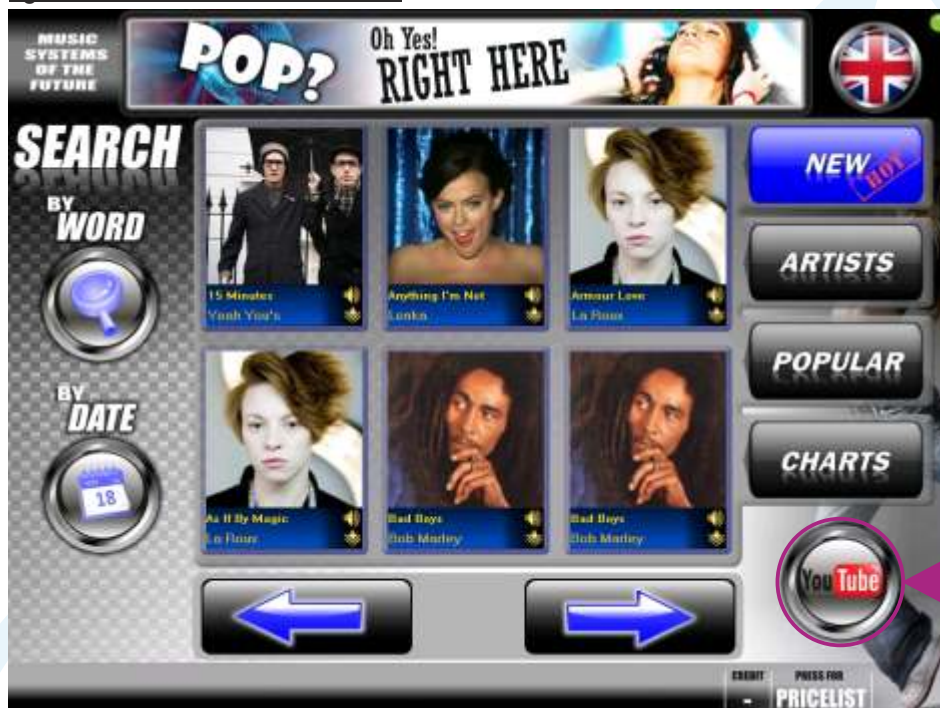 MUSIC
SYSTEMS
OF THE
FUTURE
POP?
Oh Yes!
RIGHT HERE
SEARCH
BY
WORD
BY
DATE
18
15 Minutes
Yeah You's
Anything I'm Not
Lenka
Armour Love
La Roux
As If By Magic
La Roux
Bad Boys
Bob Marley
Bad Boys
Bob Marley
NEW
HOT
ARTISTS
POPULAR
CHARTS
YouTube
CREDIT
-
PRESS FOR
PRICELIST